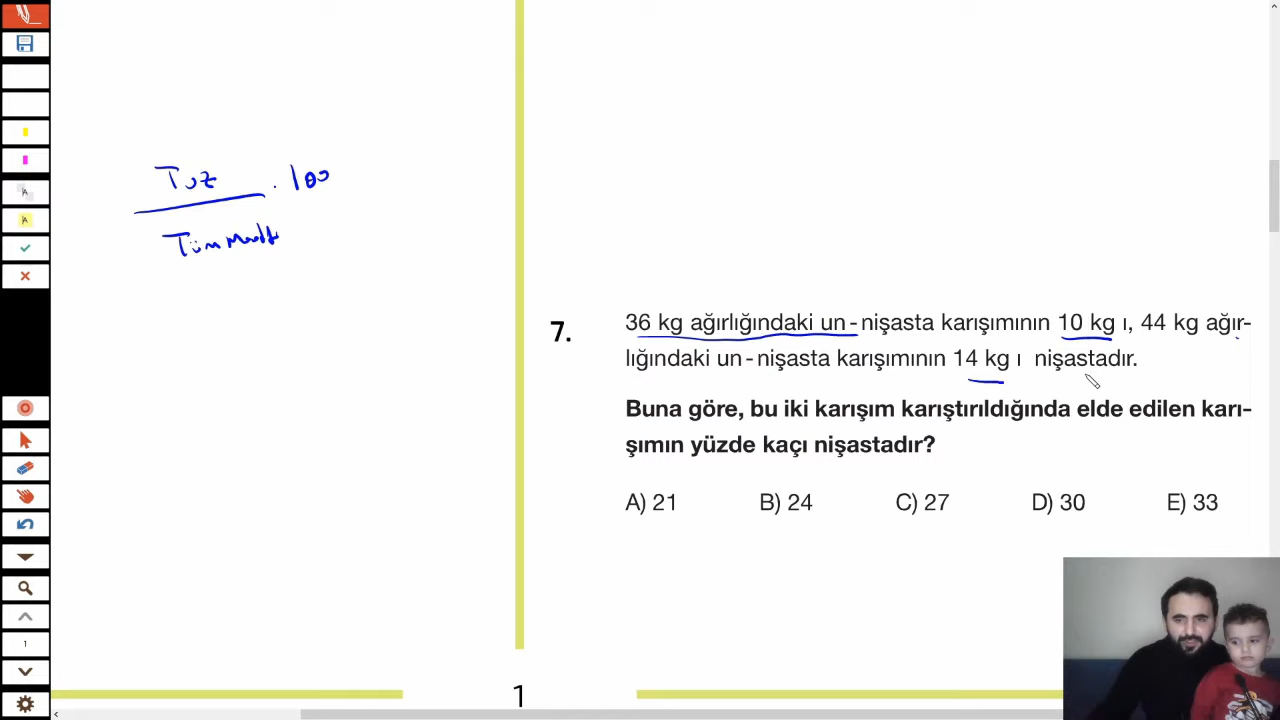 Tuz . 100
Tüm madde
7.
36 kg ağırlığındaki un-nişasta karışımının 10 kg ı, 44 kg ağır-
lığındaki un-nişasta karışımının 14 kg ı nişastadır.
Buna göre, bu iki karışım karıştırıldığında elde edilen karı-
şımın yüzde kaçı nişastadır?
A) 21 B) 24 C) 27 D) 30 E) 33
1
1